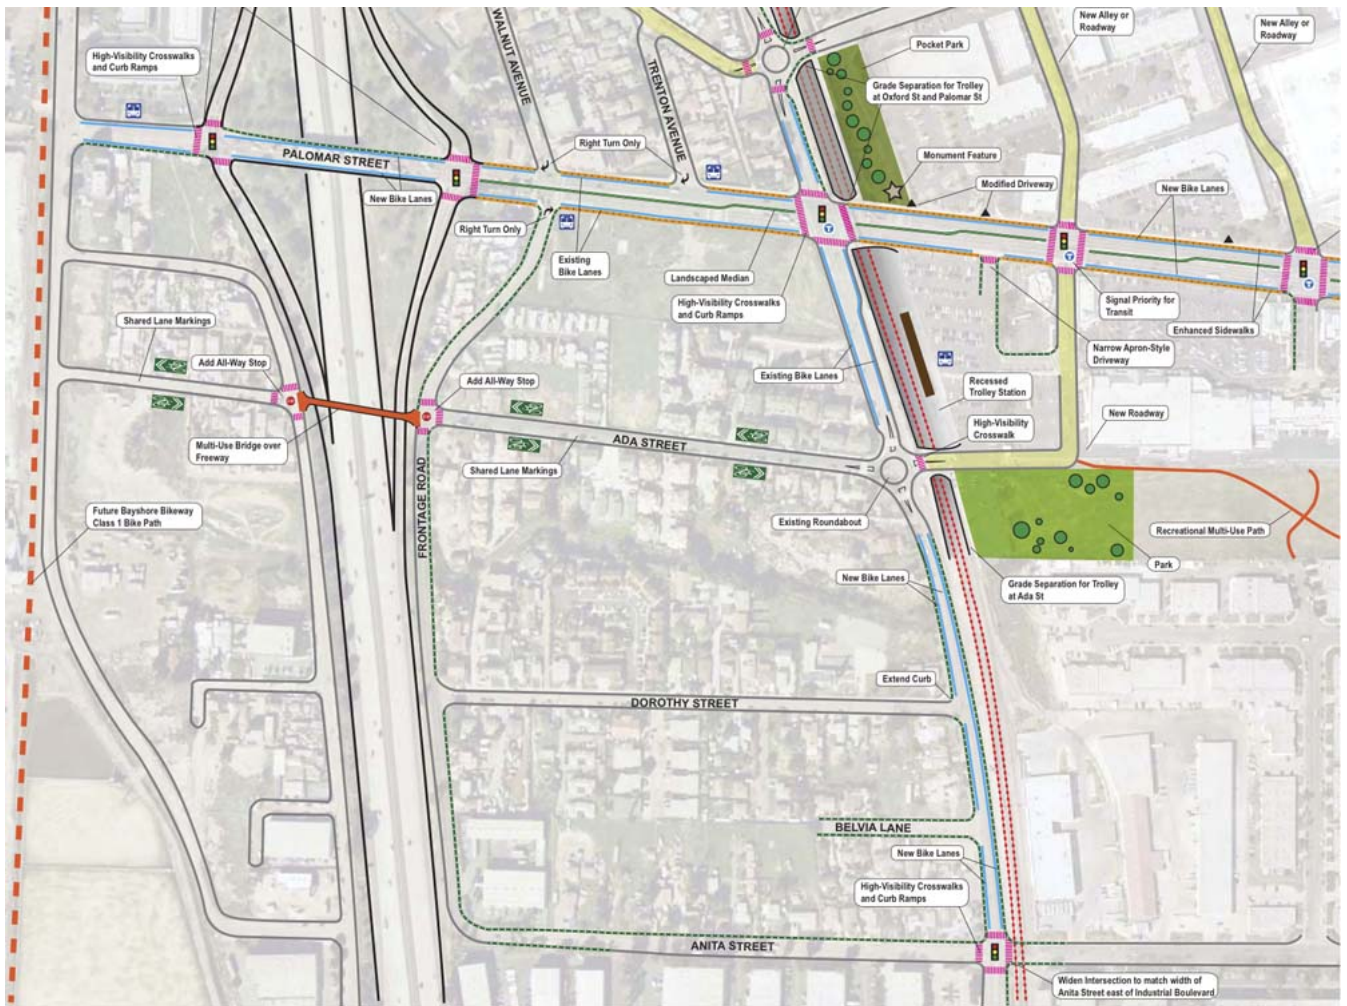 New Alley or
Roadway
New Alley or
Roadway
WALNUT AVENUE
High-Visibility Crosswalks
and Curb Ramps
TRENTON AVENUE
Pocket Park
Grade Separation for Trolley
at Oxford St and Palomar St
PALOMAR STREET
Right Turn Only
Monument Feature
Modified Driveway
New Bike Lanes
New Bike Lanes
Right Turn Only
Existing
Bike Lanes
Landscaped Median
High-Visibility Crosswalks
and Curb Ramps
T
T
T
Signal Priority for
Transit
Enhanced Sidewalks
Shared Lane Markings
Narrow Apron-Style
Driveway
Add All-Way Stop
Add All-Way Stop
Existing Bike Lanes
Recessed
Trolley Station
New Roadway
High-Visibility
Crosswalk
Multi-Use Bridge over
Freeway
ADA STREET
Shared Lane Markings
FRONTAGE ROAD
Future Bayshore Bikeway
Class 1 Bike Path
Existing Roundabout
Recreational Multi-Use Path
Park
New Bike Lanes
Grade Separation for Trolley
at Ada St
Extend Curb
DOROTHY STREET
BELVIA LANE
New Bike Lanes
High-Visibility Crosswalks
and Curb Ramps
ANITA STREET
Widen Intersection to match width of
Anita Street east of Industrial Boulevard